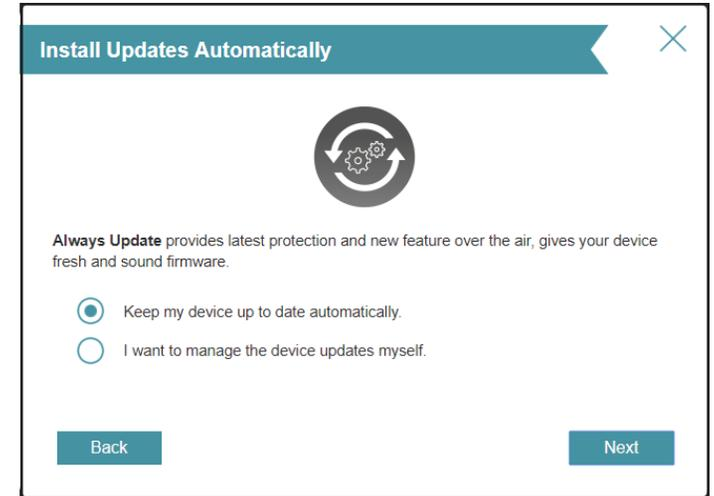 Install Updates Automatically
Always Update provides latest protection and new feature over the air, gives your device
fresh and sound firmware.
Keep my device up to date automatically.
I want to manage the device updates myself.
Back
Next